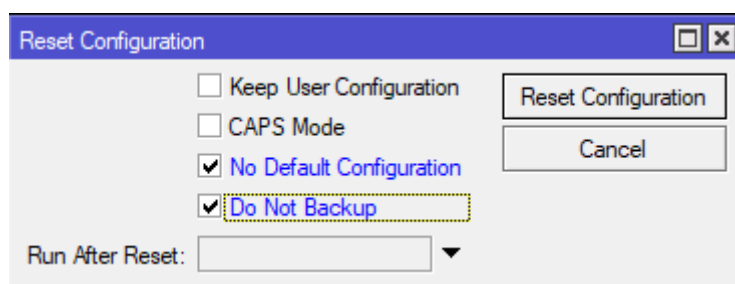 Reset Configuration
Keep User Configuration
Reset Configuration
CAPS Mode
Cancel
No Default Configuration
Do Not Backup
Run After Reset: